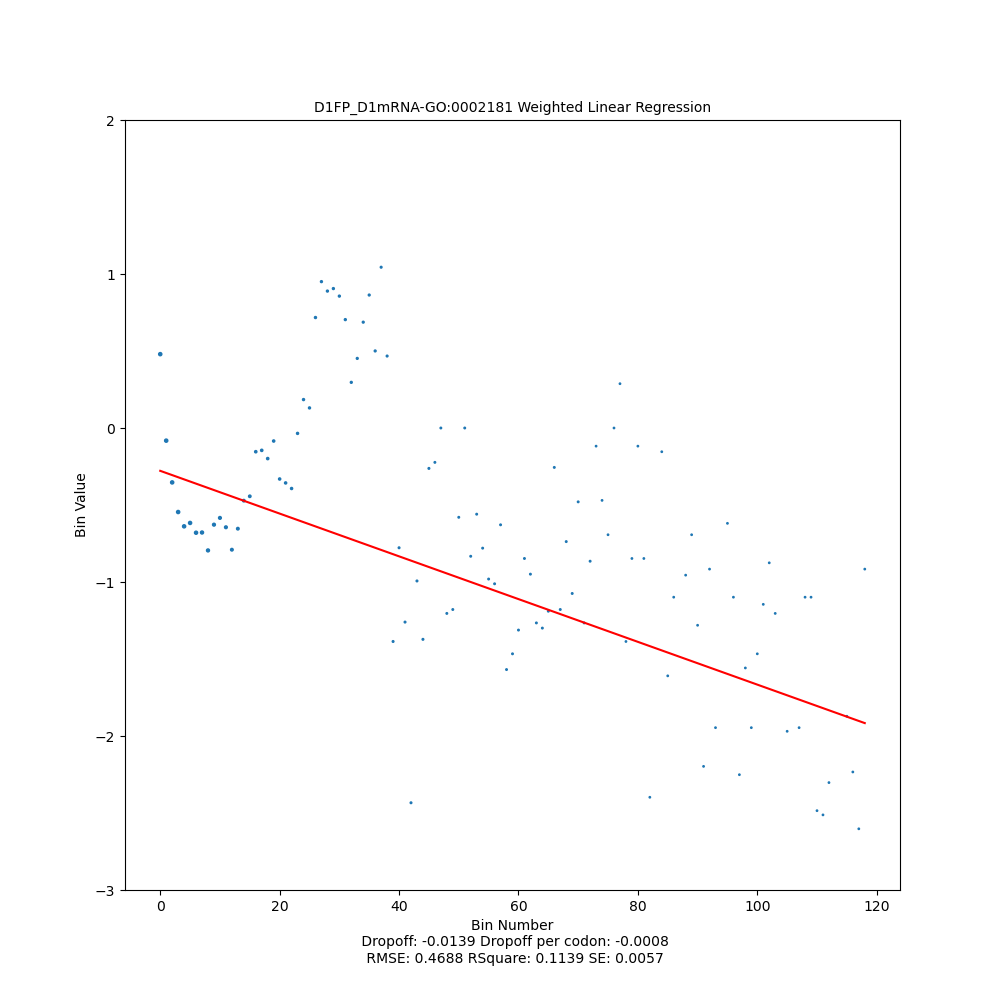 D1FP_D1mRNA-GO:0002181 Weighted Linear Regression
2
1
0
−1
−2
−3
Bin Value
0 20 40 60 80 100 120
Bin Number
Dropoff: -0.0139 Dropoff per codon: -0.0008
RMSE: 0.4688 RSquare: 0.1139 SE: 0.0057